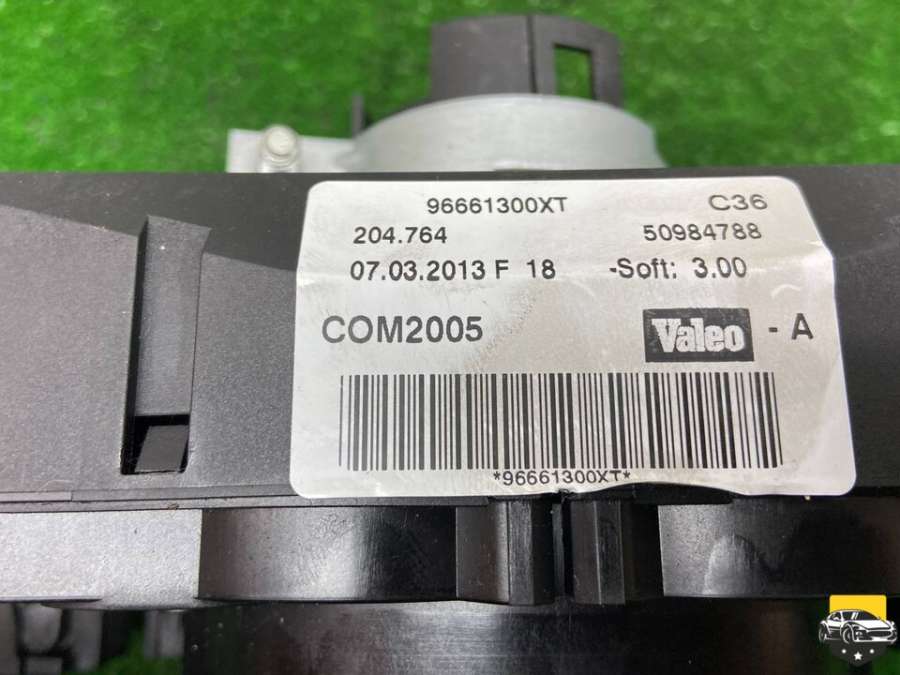 96661300XT C36
204.764 50984788
07.03.2013 F 18 -Soft: 3.00
COM2005 Valeo - A
*96661300XT*